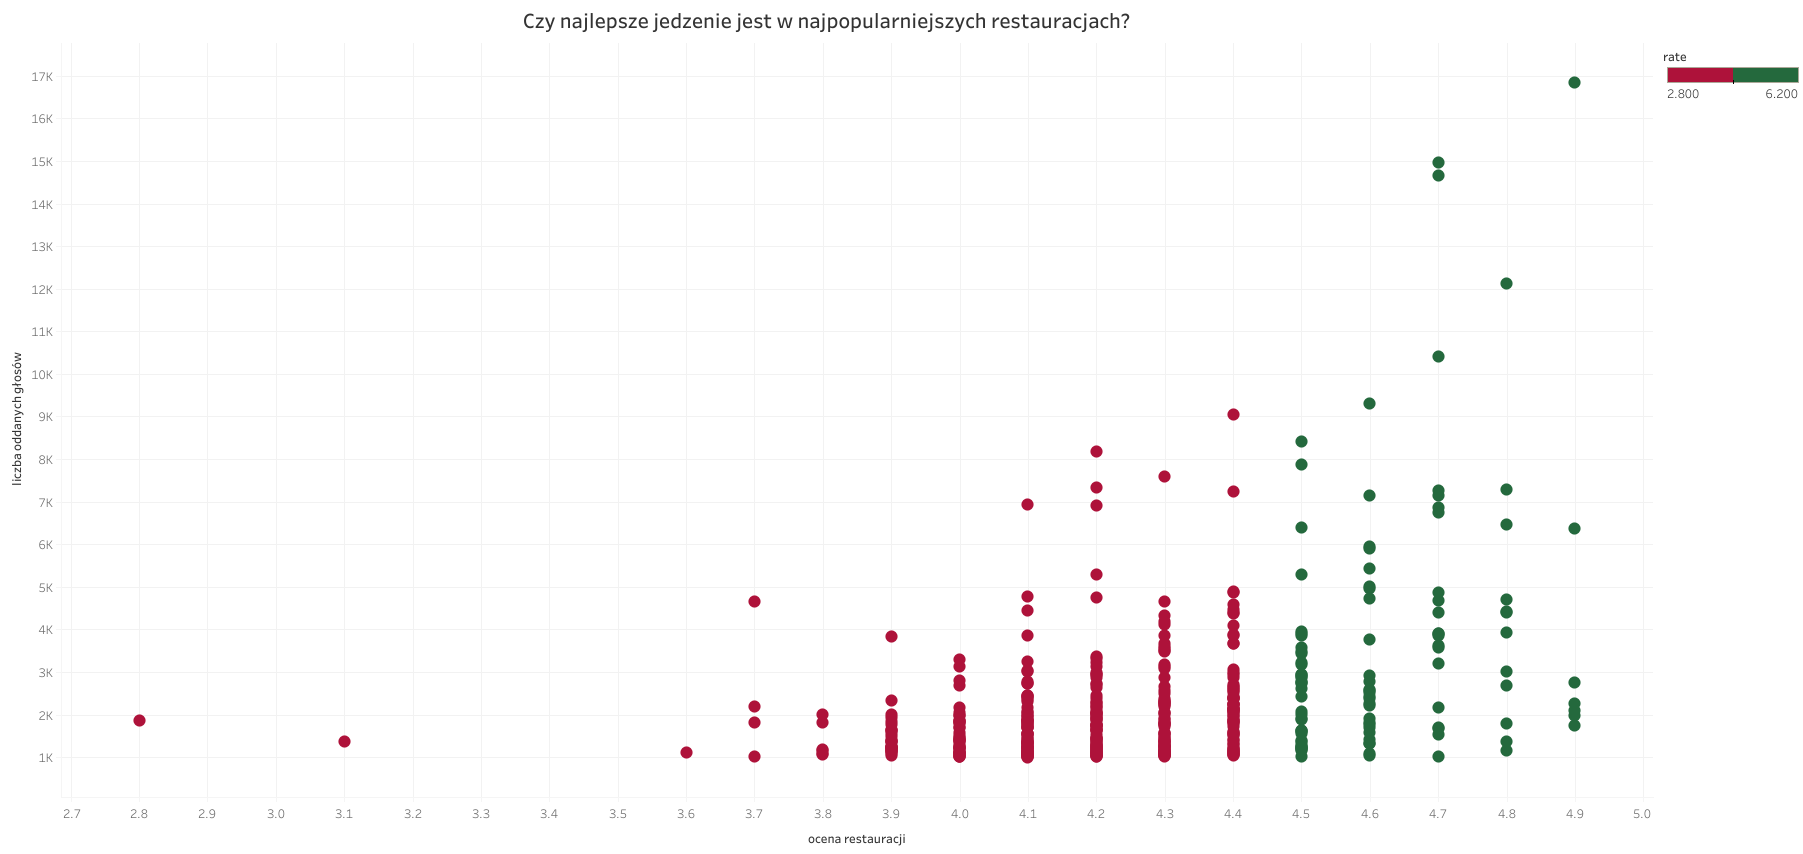 Czy najlepsze jedzenie jest w najpopularniejszych restauracjach?
rate
2.800 6.200
liczba oddanych głosów
17K
16K
15K
14K
13K
12K
11K
10K
9K
8K
7K
6K
5K
4K
3K
2K
1K
2.7 2.8 2.9 3.0 3.1 3.2 3.3 3.4 3.5 3.6 3.7 3.8 3.9 4.0 4.1 4.2 4.3 4.4 4.5 4.6 4.7 4.8 4.9 5.0
ocena restauracji